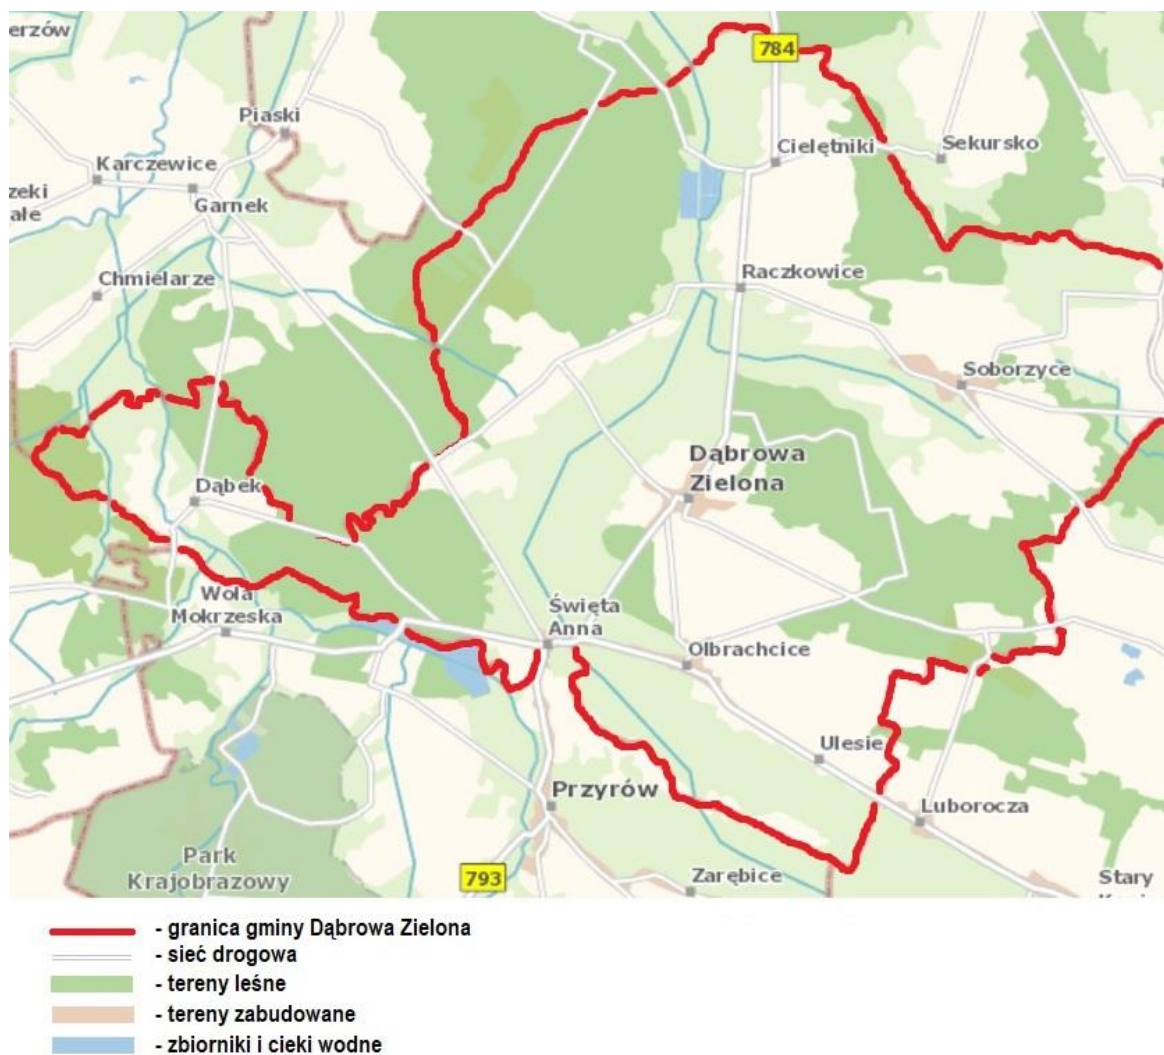 erzów
784
Piaski
Cielętniki
Sekursko
Karczewice
zeki
ałe
Garnek
Chmielarze
Raczkowice
Soborzyce
Dąbrowa
Zielona
Dąbek
Wola
Mokrzeska
Święta
Anna
Olbrachcice
Ulesie
Przyrów
Luborocza
Park
Krajobrazowy
793
Zarębice
Stary
- granica gminy Dąbrowa Zielona
- sieć drogowa
- tereny leśne
- tereny zabudowane
- zbiorniki i cieki wodne